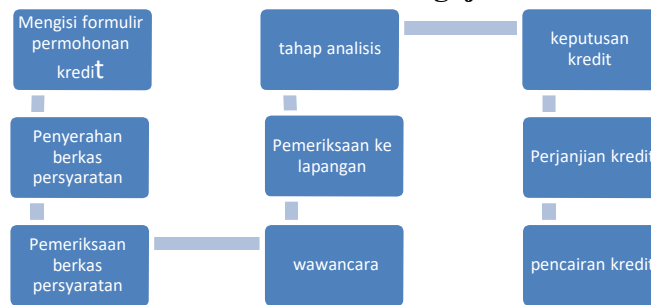 Mengisi formulir
permohonan
kredit
Penyerahan
berkas
persyaratan
Pemeriksaan
berkas
persyaratan
wawancara
Pemeriksaan ke
lapangan
tahap analisis
keputusan
kredit
Perjanjian kredit
pencairan kredit